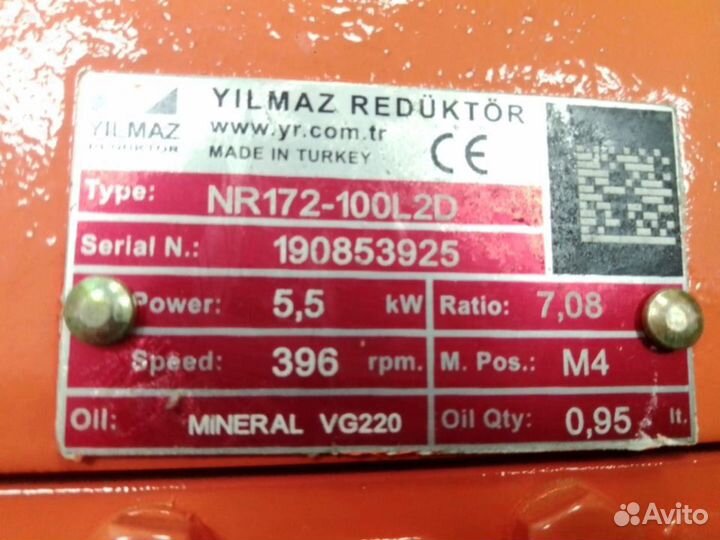 YILMAZ REDÜKTÖR
www.yr.com.tr
MADE IN TURKEY
CE
YILMAZ
REDÜKTÖR
Type: NR172-100L2D
Serial N.: 190853925
Power: 5,5 kW Ratio: 7,08
Speed: 396 rpm. M. Pos.: M4
Oil: MINERAL VG220 Oil Qty: 0,95 lt.
Avito